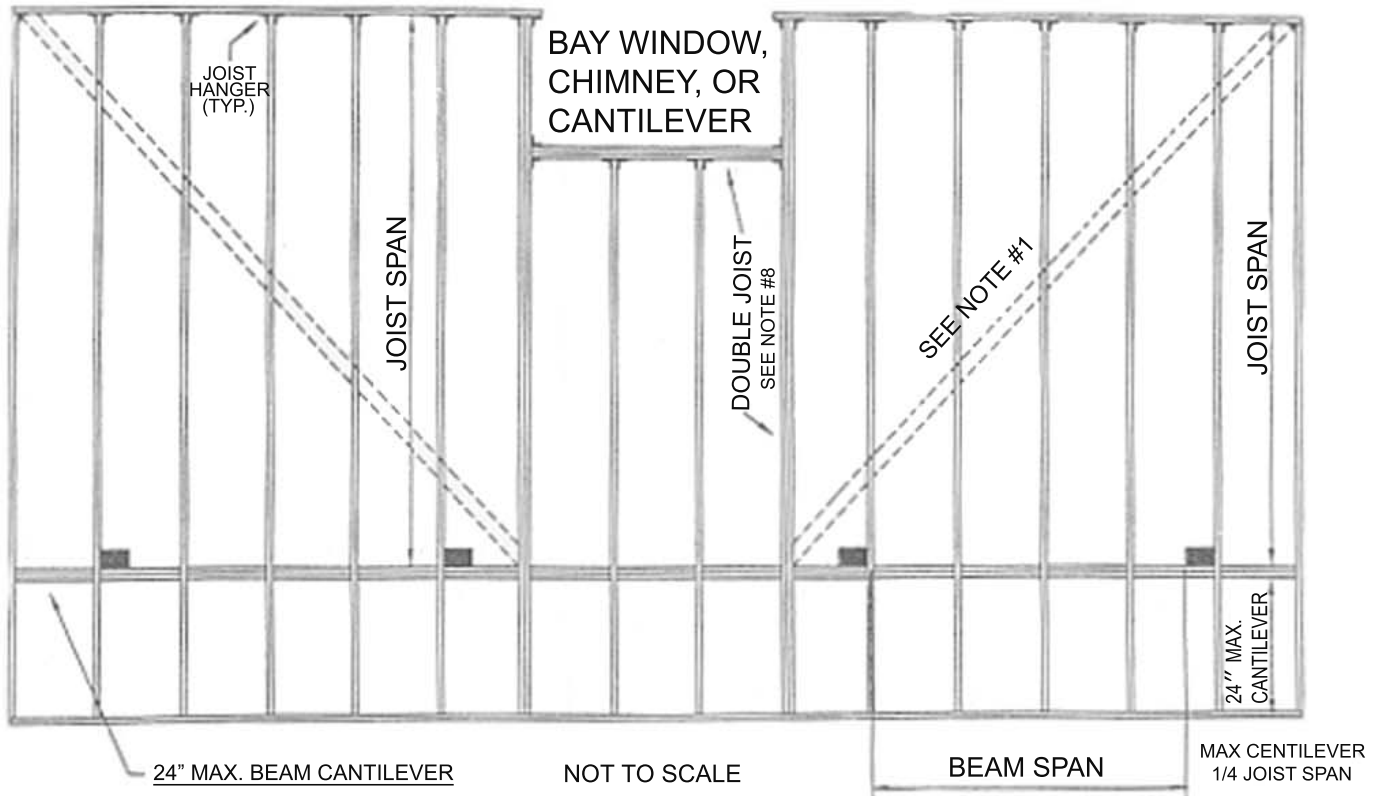 BAY WINDOW,
CHIMNEY, OR
CANTILEVER
JOIST
HANGER
(TYP.)
JOIST SPAN
DOUBLE JOIST
SEE NOTE #8
SEE NOTE #1
JOIST SPAN
24" MAX.
CANTILEVER
24" MAX. BEAM CANTILEVER
NOT TO SCALE
BEAM SPAN
MAX CENTILEVER
1/4 JOIST SPAN